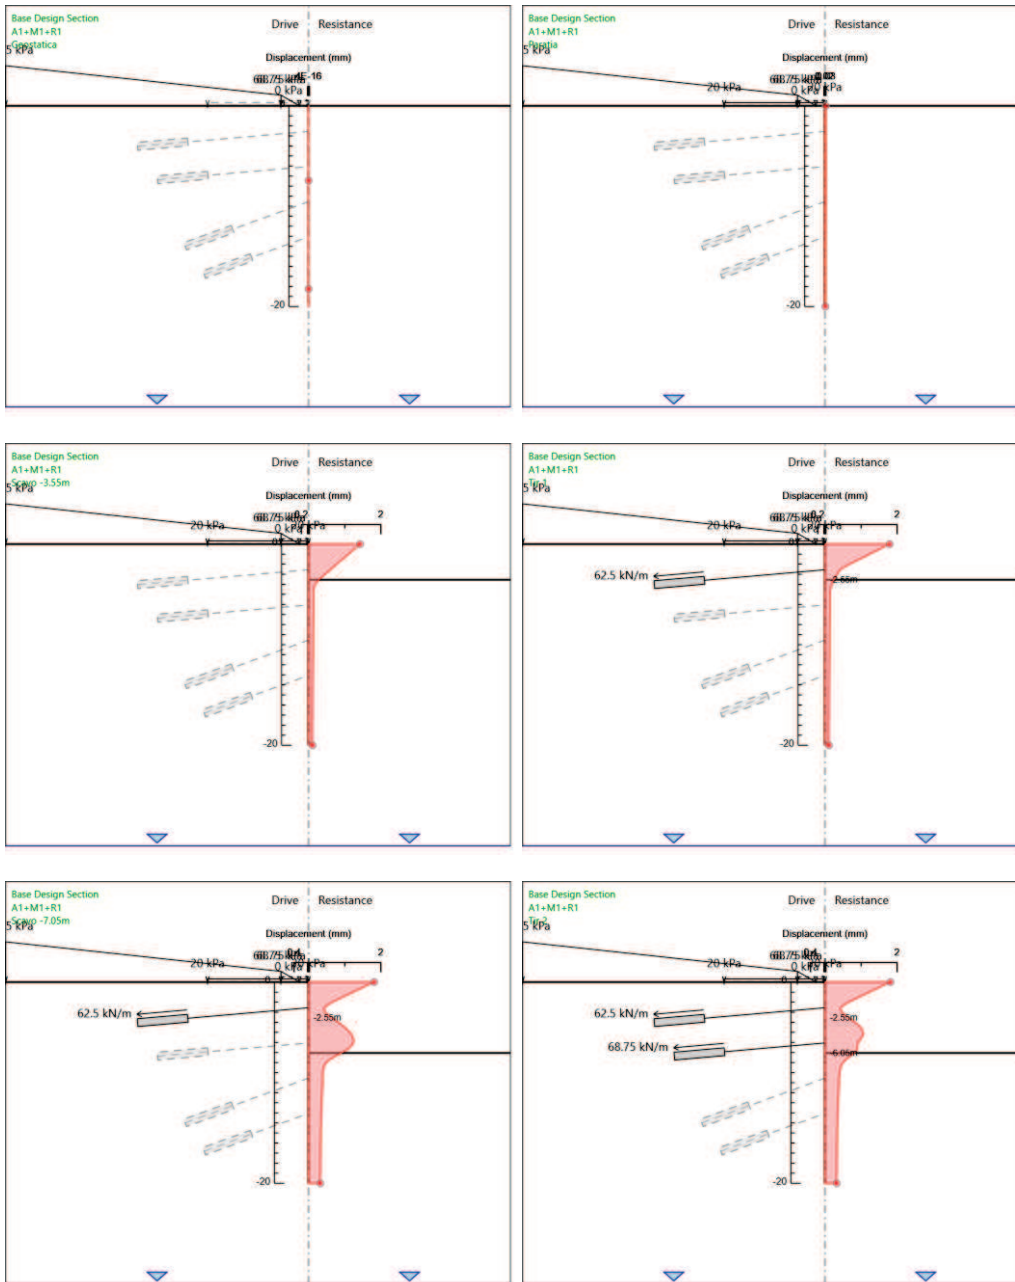 Base Design Section
A1+M1+R1
Geostatica
Drive
Resistance
5 kPa
Displacement (mm)
0 kPa
-20
Base Design Section
A1+M1+R1
Paratia
Drive
Resistance
5 kPa
Displacement (mm)
20 kPa
0 kPa
-20
Base Design Section
A1+M1+R1
Scavo -3.55m
Drive
Resistance
5 kPa
Displacement (mm)
2
20 kPa
0 kPa
-20
Base Design Section
A1+M1+R1
Tir-1
Drive
Resistance
5 kPa
Displacement (mm)
2
20 kPa
0 kPa
62.5 kN/m
-2.55m
-20
Base Design Section
A1+M1+R1
Scavo -7.05m
Drive
Resistance
5 kPa
Displacement (mm)
2
20 kPa
0 kPa
62.5 kN/m
-2.55m
-20
Base Design Section
A1+M1+R1
Tir-2
Drive
Resistance
5 kPa
Displacement (mm)
2
20 kPa
0 kPa
62.5 kN/m
-2.55m
68.75 kN/m
-6.05m
-20